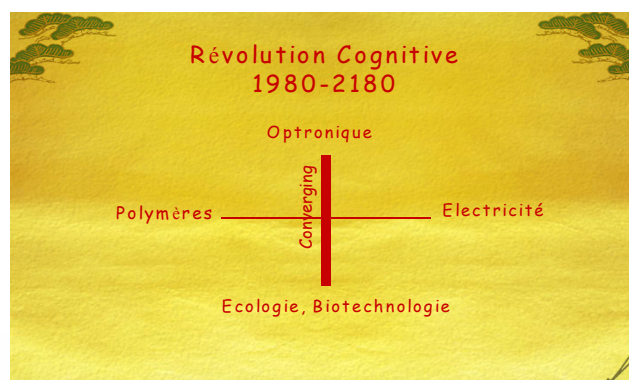 Révolution Cognitive
1980-2180
Optronique
Converging
Polymères
Electricité
Ecologie, Biotechnologie